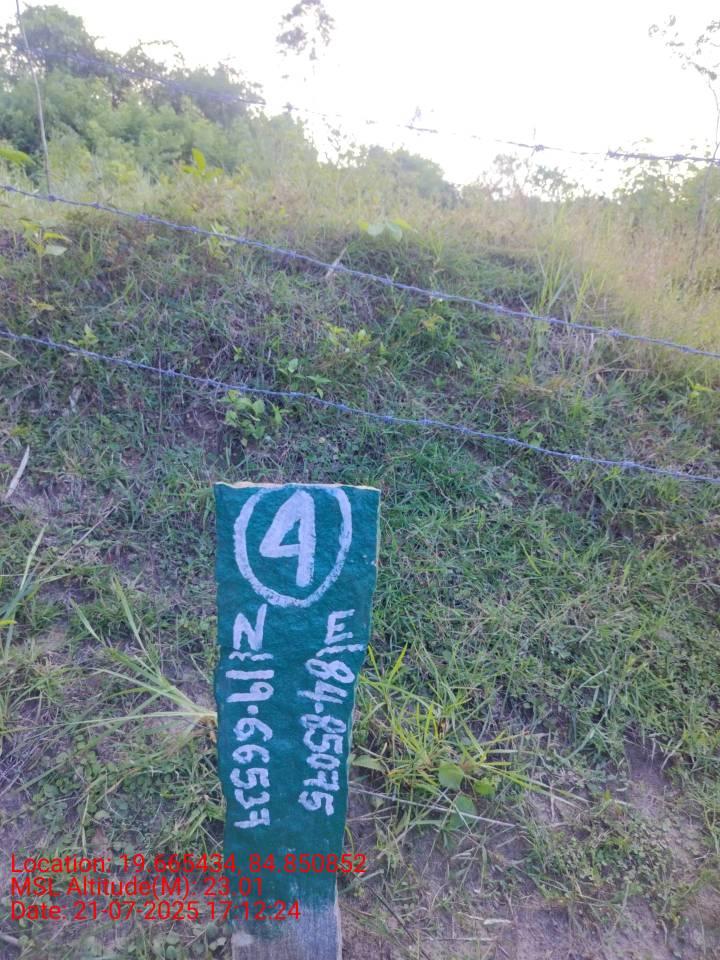 4
N:19.66537
E:84.85075
Location: 19.665434, 84.850852
MSL Altitude(M): 23.01
Date: 21-07-2025 17:12:24